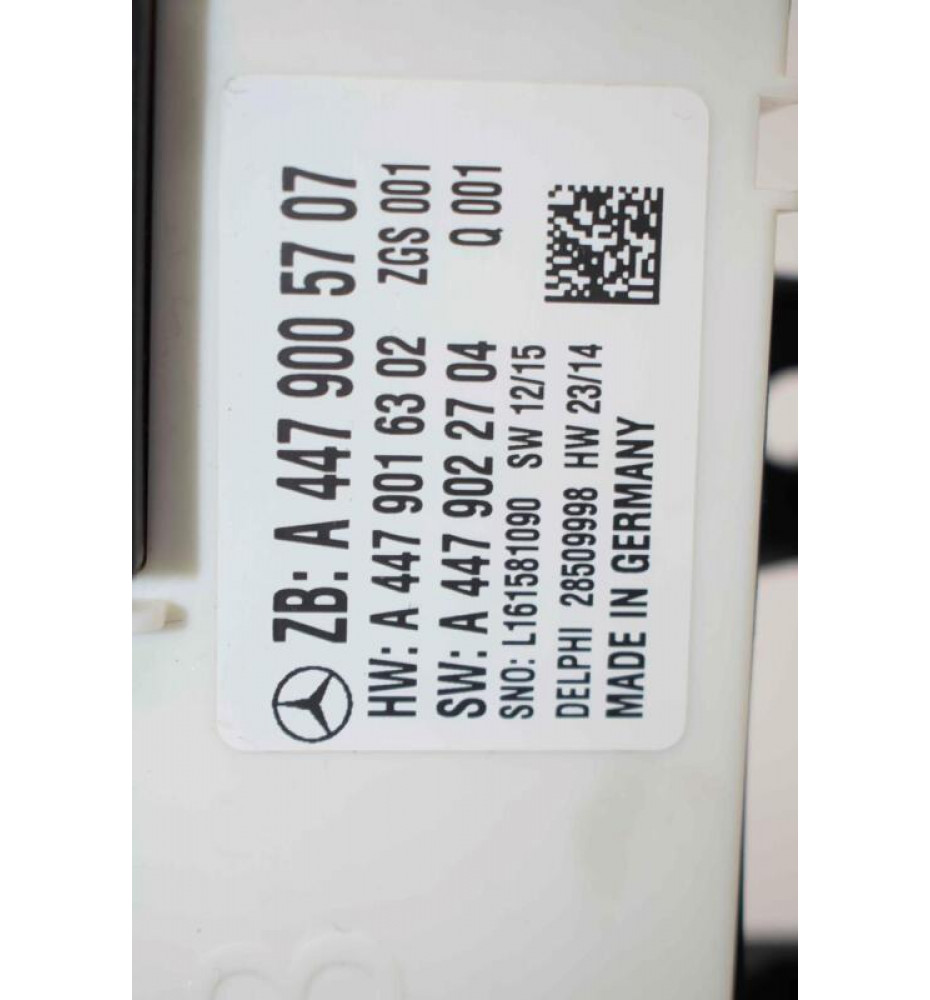 ZB: A 447 900 57 07
HW: A 447 901 63 02 ZGS 001
SW: A 447 902 27 04 Q 001
SNO: L161581090 SW 12/15
DELPHI 28509998 HW 23/14
MADE IN GERMANY